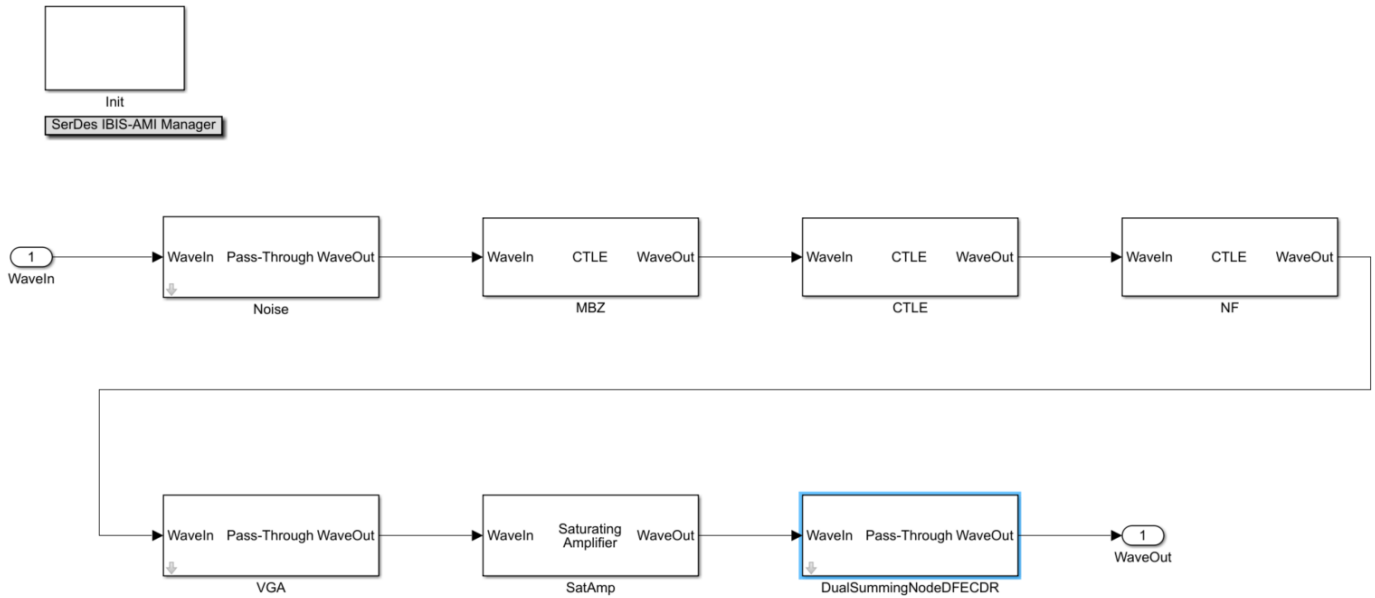 Init
SerDes IBIS-AMI Manager
1
WaveIn
WaveIn Pass-Through WaveOut
Noise
WaveIn CTLE WaveOut
MBZ
WaveIn CTLE WaveOut
CTLE
WaveIn CTLE WaveOut
NF
WaveIn Pass-Through WaveOut
VGA
WaveIn Saturating Amplifier WaveOut
SatAmp
WaveIn Pass-Through WaveOut
DualSummingNodeDFECDR
1
WaveOut